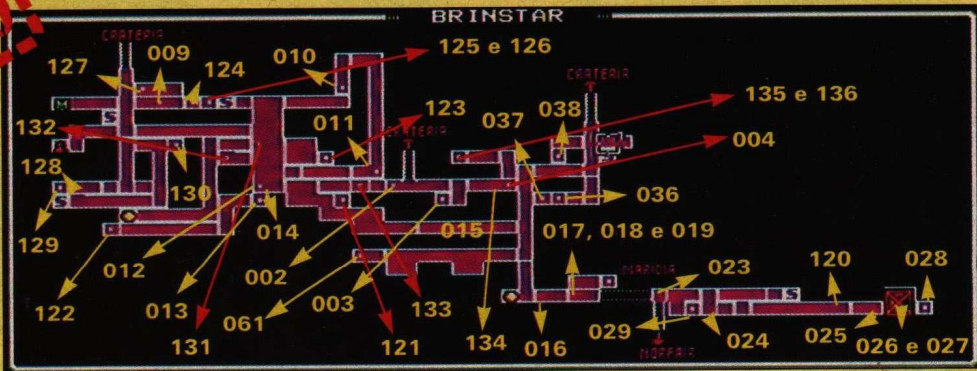 BRINSTAR
CRATERIA
125 e 126
127
009
124
010
CRATERIA
135 e 136
132
011
123
CRATERIA
037
038
004
M
S
128
130
S
129
036
012
014
002
015
017, 018 e 019
MARIDIA
023
120
028
122
013
061
003
133
S
131
121
134
016
029
024
025
026 e 027
NORFAIR